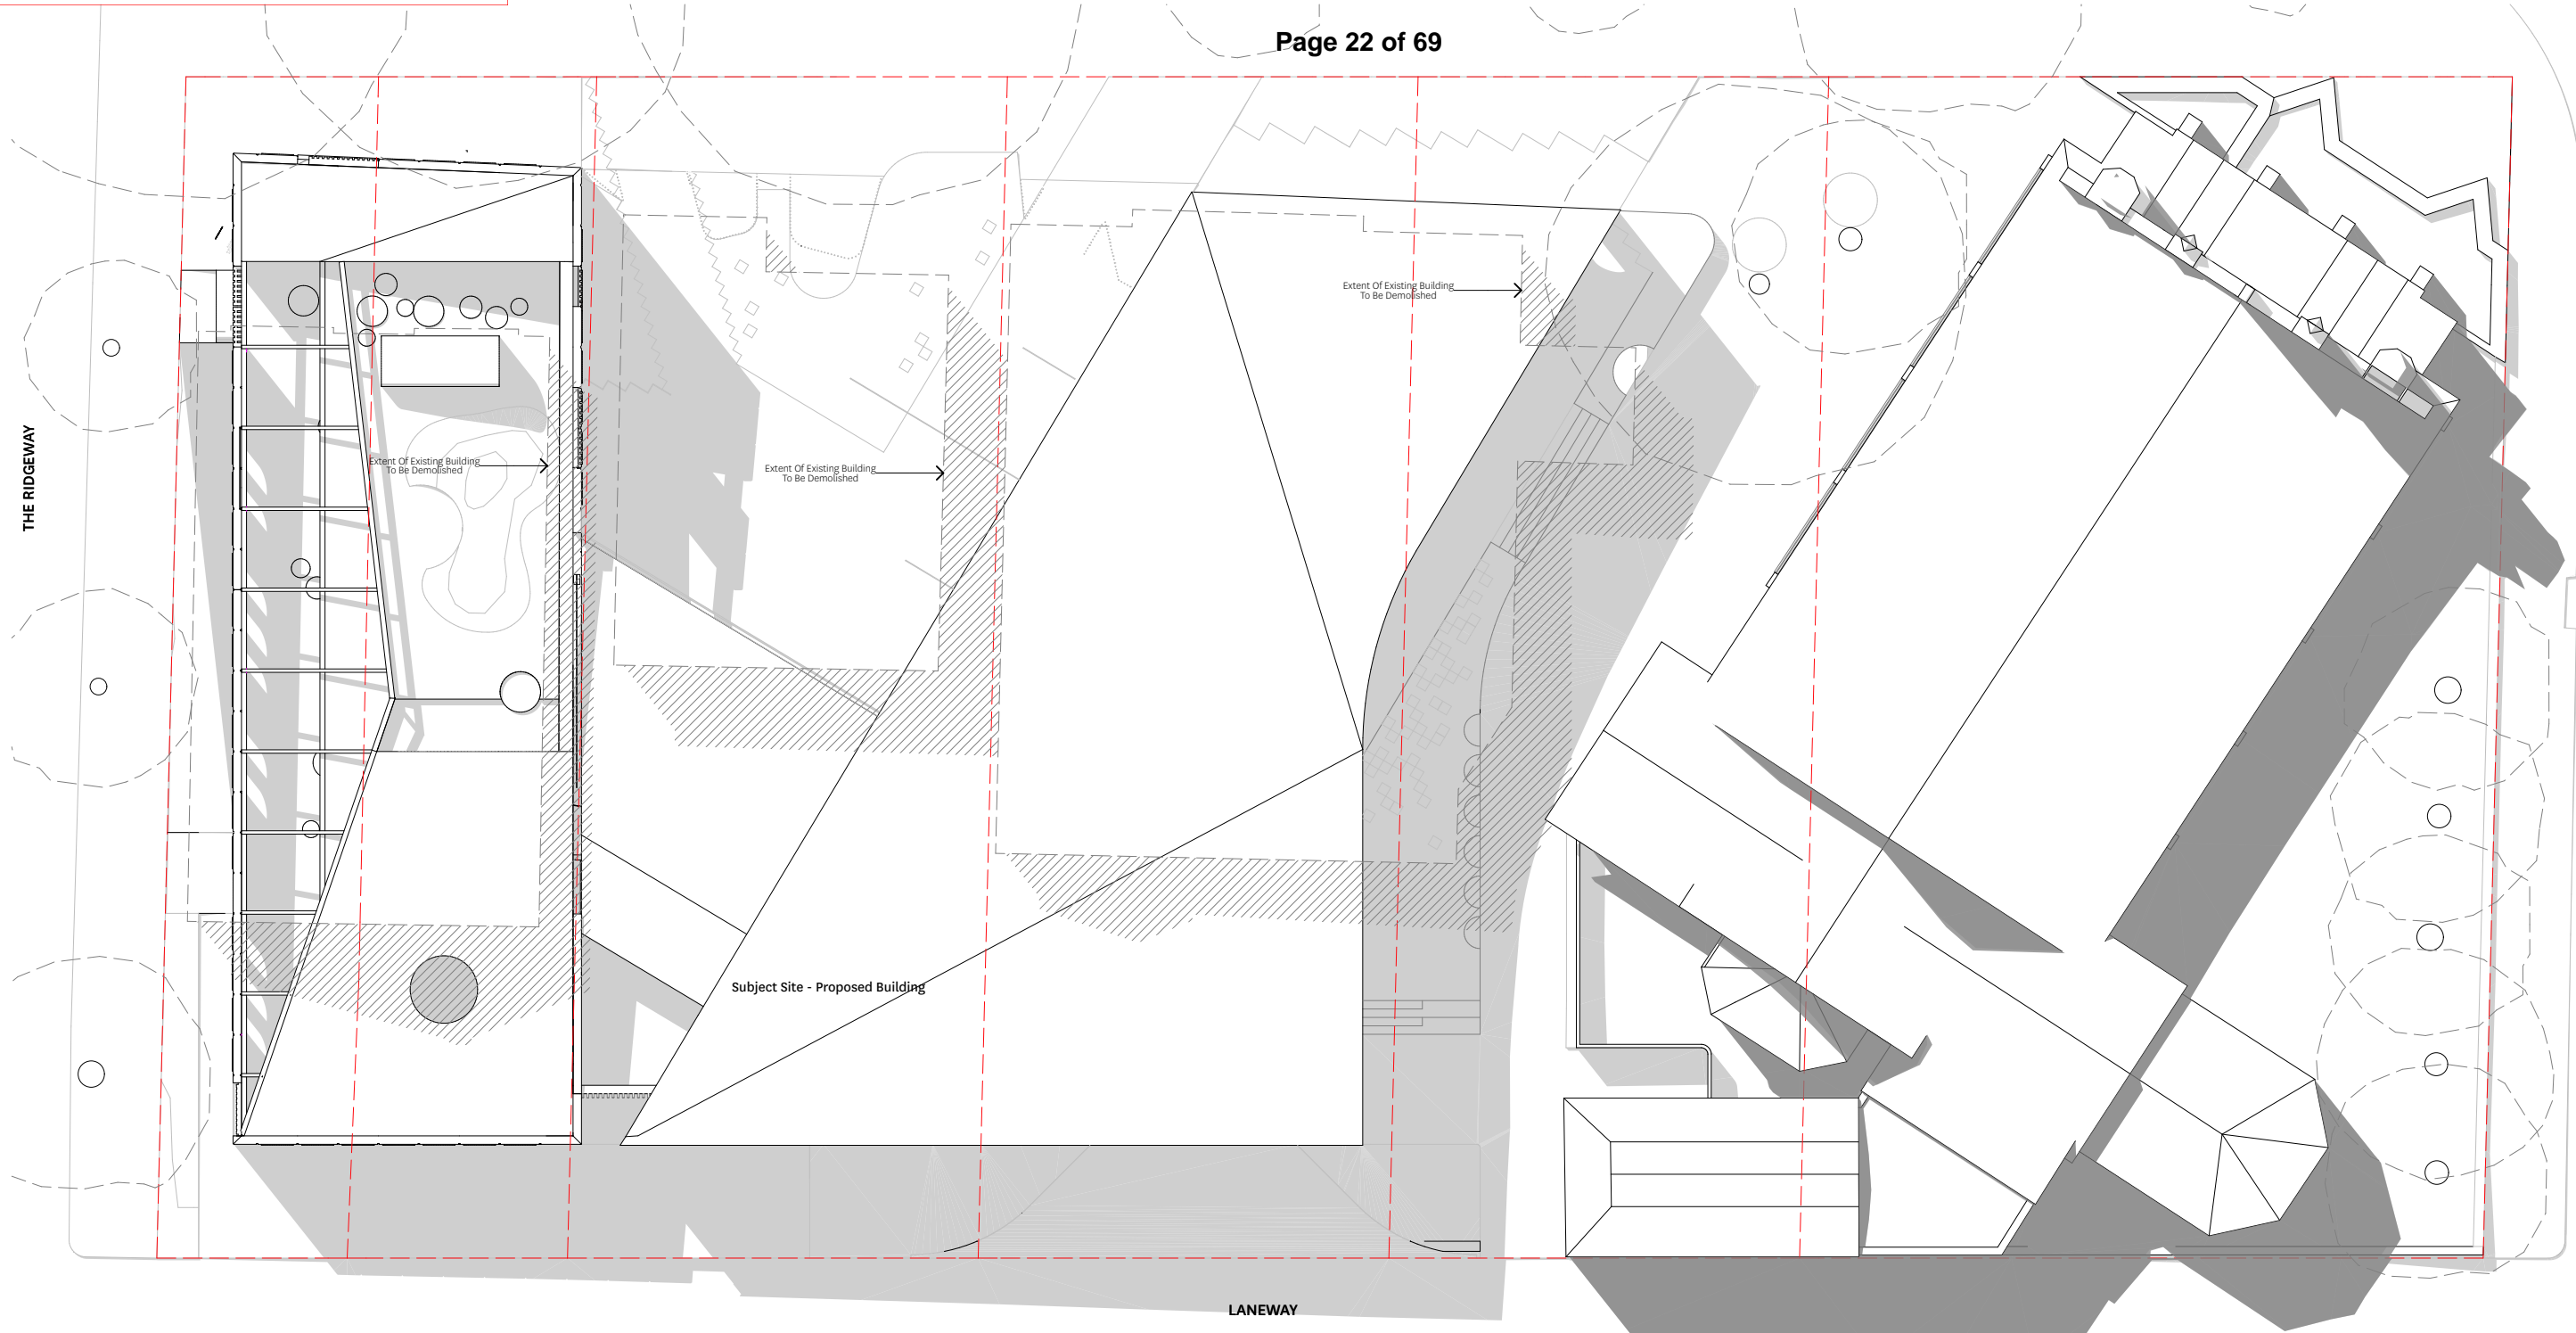 Page 22 of 69
Extent Of Existing Building
To Be Demolished
THE RIDGEWAY
Extent Of Existing Building
To Be Demolished
Extent Of Existing Building
To Be Demolished
Subject Site - Proposed Building
LANEWAY